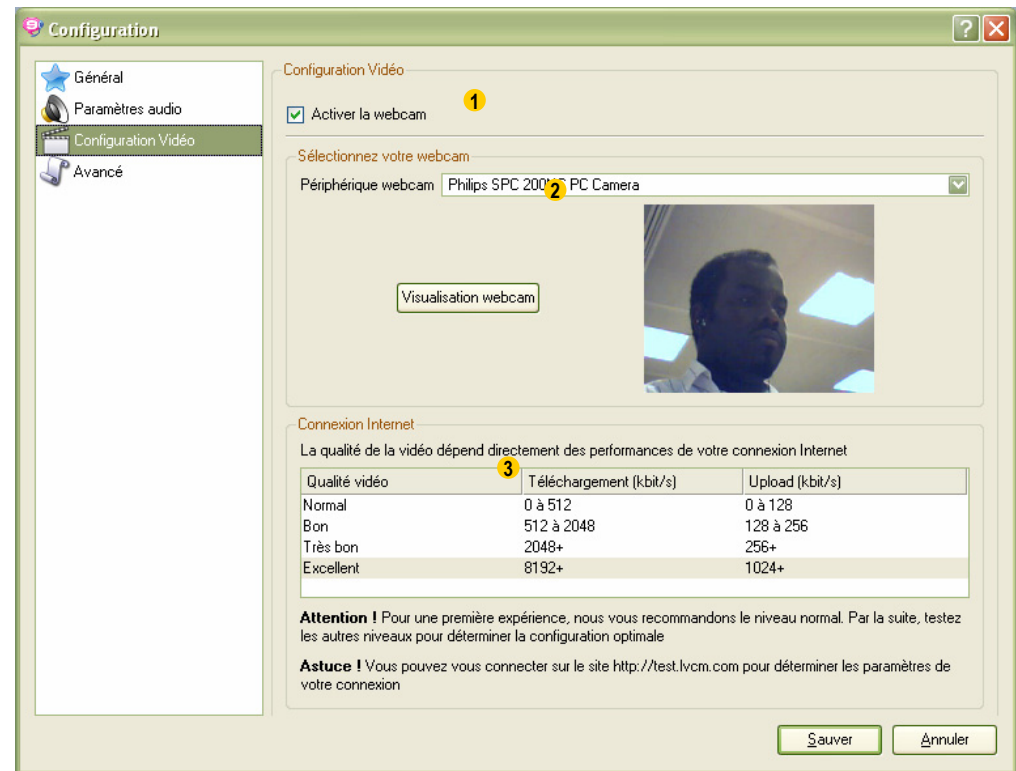 Configuration
Général
Paramètres audio
Configuration Vidéo
Avancé
Configuration Vidéo
1
Activer la webcam
Sélectionnez votre webcam
Périphérique webcam
Philips SPC PC Camera
2
Visualisation webcam
Connexion Internet
La qualité de la vidéo dépend directement des performances de votre connexion Internet
3
Qualité vidéo Téléchargement (kbit/s) Upload (kbit/s)
Normal 0 à 512 0 à 128
Bon 512 à 2048 128 à 256
Très bon 2048+ 256+
Excellent 8192+ 1024+
Attention ! Pour une première expérience, nous vous recommandons le niveau normal. Par la suite, testez
les autres niveaux pour déterminer la configuration optimale
Astuce ! Vous pouvez vous connecter sur le site http://test.lvcm.com pour déterminer les paramètres de
votre connexion
Sauver
Annuler